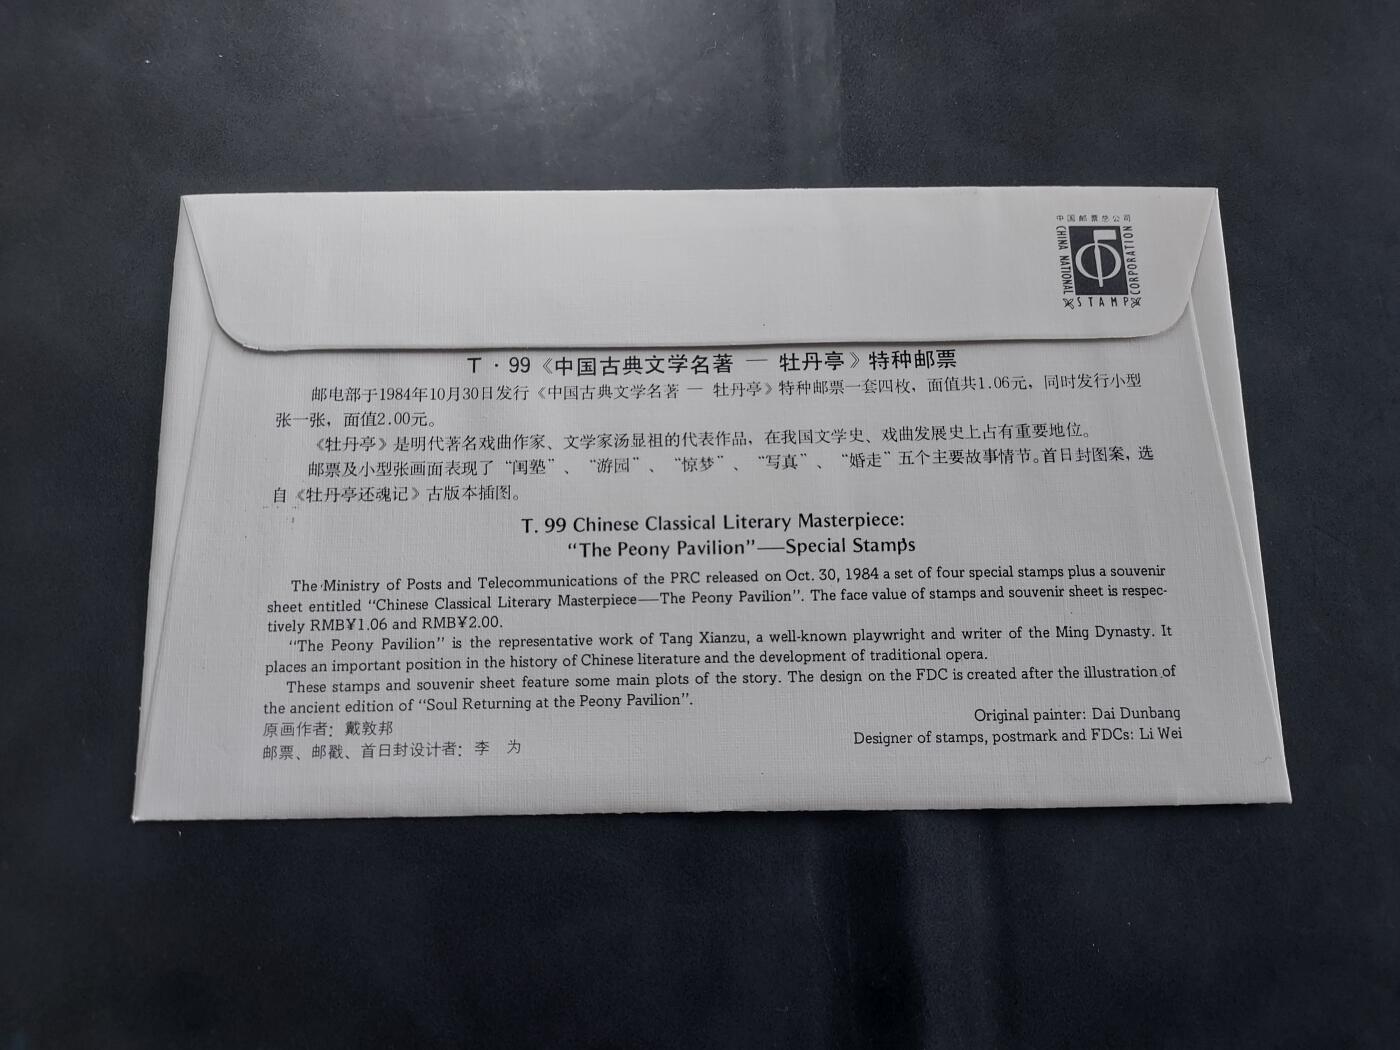 中国邮票总公司
CHINA NATIONAL
STAMP
CORPORATION
T·99《中国古典文学名著 — 牡丹亭》特种邮票
邮电部于1984年10月30日发行《中国古典文学名著 — 牡丹亭》特种邮票一套四枚，面值共1.06元，同时发行小型
张一张，面值2.00元。
《牡丹亭》是明代著名戏曲作家、文学家汤显祖的代表作品，在我国文学史、戏曲发展史上占有重要地位。
邮票及小型张画面表现了“闺塾”、“游园”、“惊梦”、“写真”、“婚走”五个主要故事情节。首日封图案，选
自《牡丹亭还魂记》古版本插图。
T. 99 Chinese Classical Literary Masterpiece:
“The Peony Pavilion”——Special Stamps
The Ministry of Posts and Telecommunications of the PRC released on Oct. 30, 1984 a set of four special stamps plus a souvenir
sheet entitled “Chinese Classical Literary Masterpiece——The Peony Pavilion”. The face value of stamps and souvenir sheet is respec-
tively RMB¥1.06 and RMB¥2.00.
“The Peony Pavilion” is the representative work of Tang Xianzu, a well-known playwright and writer of the Ming Dynasty. It
places an important position in the history of Chinese literature and the development of traditional opera.
These stamps and souvenir sheet feature some main plots of the story. The design on the FDC is created after the illustration of
the ancient edition of “Soul Returning at the Peony Pavilion”.
原画作者：戴敦邦
邮票、邮戳、首日封设计者：李　为
Original painter: Dai Dunbang
Designer of stamps, postmark and FDCs: Li Wei